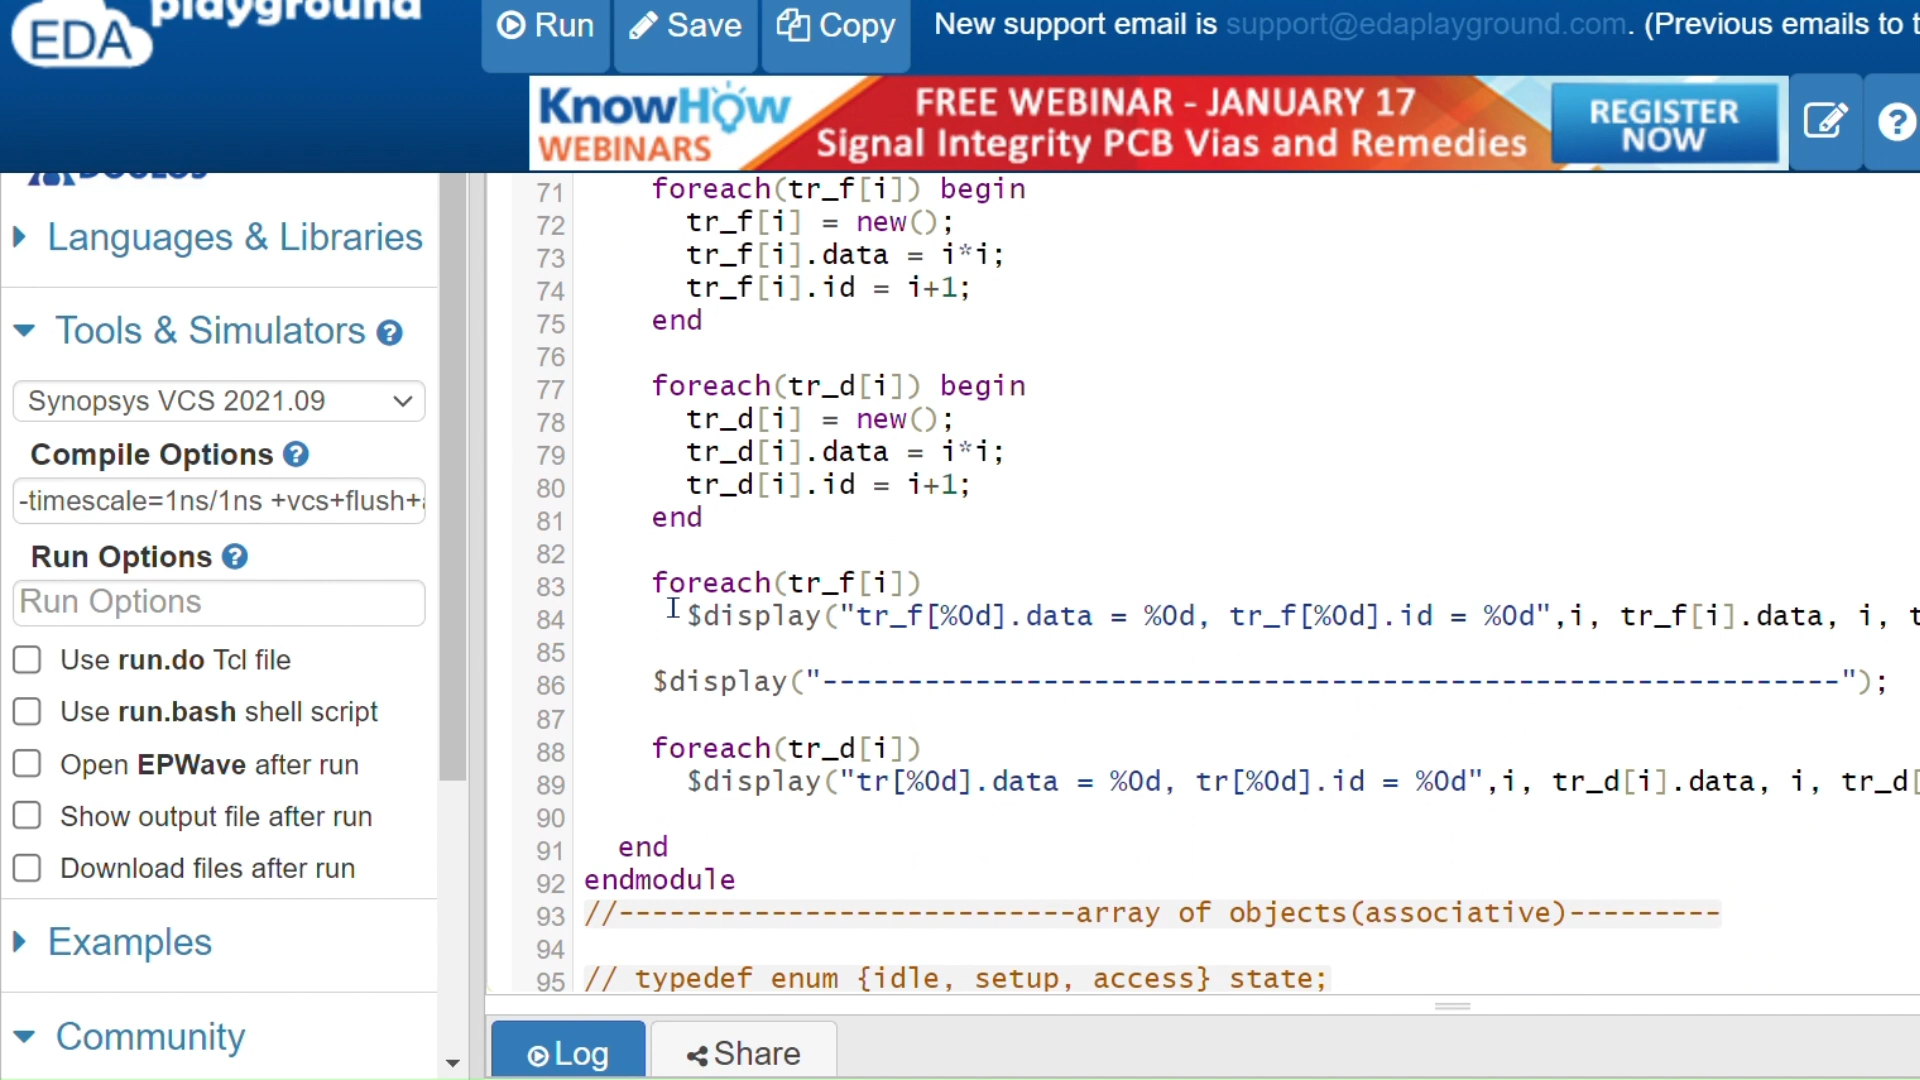 EDA playground
Run
Save
Copy
New support email is support@edaplayground.com. (Previous emails to t
KnowHow
WEBINARS
FREE WEBINAR - JANUARY 17
Signal Integrity PCB Vias and Remedies
REGISTER
NOW
DOULOS
Languages & Libraries
Tools & Simulators
Synopsys VCS 2021.09
Compile Options
-timescale=1ns/1ns +vcs+flush+
Run Options
Run Options
Use run.do Tcl file
Use run.bash shell script
Open EPWave after run
Show output file after run
Download files after run
Examples
Community
71 foreach(tr_f[i]) begin
72 tr_f[i] = new();
73 tr_f[i].data = i*i;
74 tr_f[i].id = i+1;
75 end
76
77 foreach(tr_d[i]) begin
78 tr_d[i] = new();
79 tr_d[i].data = i*i;
80 tr_d[i].id = i+1;
81 end
82
83 foreach(tr_f[i])
84 $display("tr_f[%0d].data = %0d, tr_f[%0d].id = %0d",i, tr_f[i].data, i, t
85
86 $display("------------------------------------------------------------");
87
88 foreach(tr_d[i])
89 $display("tr[%0d].data = %0d, tr[%0d].id = %0d",i, tr_d[i].data, i, tr_d[
90
91 end
92 endmodule
93 //---------------------------array of objects(associative)---------
94
95 // typedef enum {idle, setup, access} state;
Log
Share